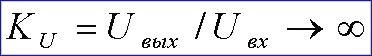 K_U = U_вых / U_вх → ∞